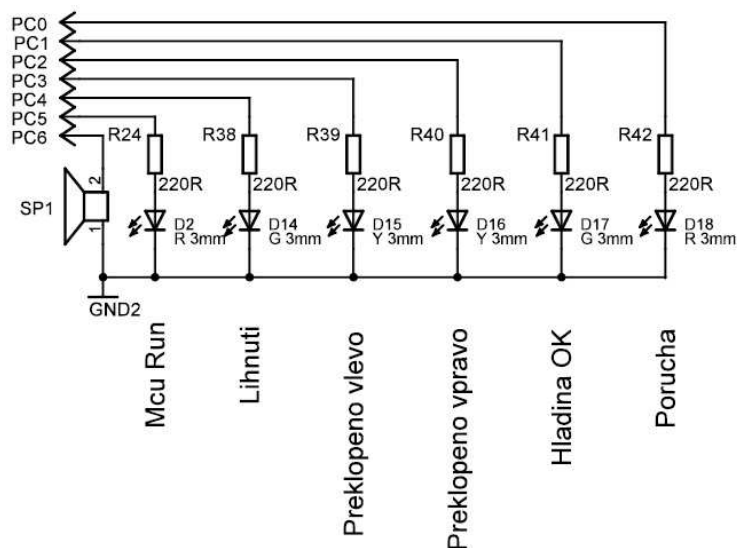 PC0
PC1
PC2
PC3
PC4
PC5
PC6
R24
R38
R39
R40
R41
R42
220R
220R
220R
220R
220R
220R
SP1
2
1
D2
R 3mm
D14
G 3mm
D15
Y 3mm
D16
Y 3mm
D17
G 3mm
D18
R 3mm
GND2
Mcu Run
Lihnuti
Preklopeno vlevo
Preklopeno vpravo
Hladina OK
Porucha